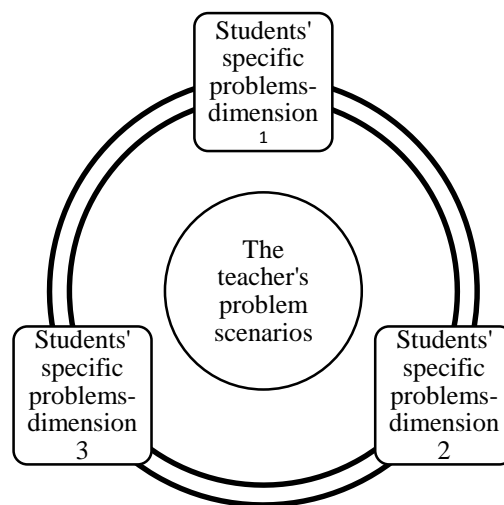 Students'
specific
problems-
dimension
1
The
teacher's
problem
scenarios
Students'
specific
problems-
dimension
3
Students'
specific
problems-
dimension
2